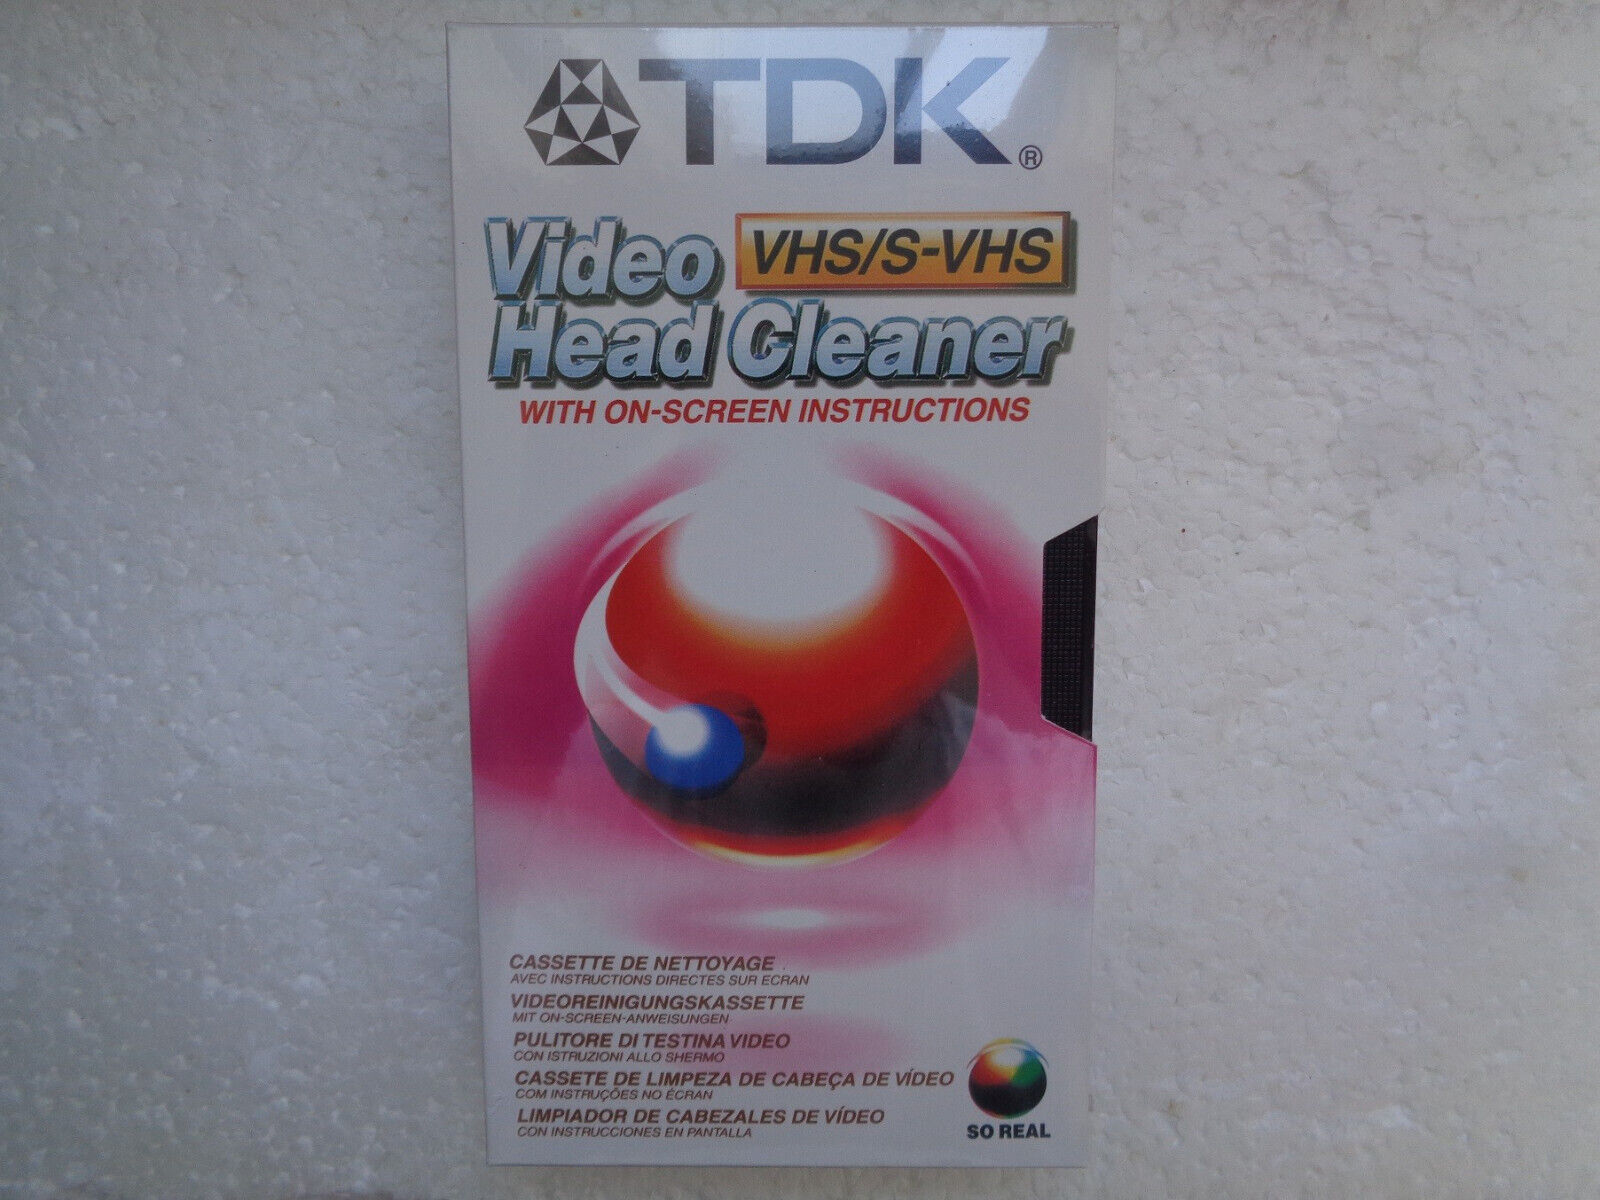 TDK®
Video VHS/S-VHS
Head Cleaner
WITH ON-SCREEN INSTRUCTIONS
CASSETTE DE NETTOYAGE
AVEC INSTRUCTIONS DIRECTES SUR ECRAN
VIDEOREINIGUNGSKASSETTE
MIT ON-SCREEN-ANWEISUNGEN
PULITORE DI TESTINA VIDEO
CON ISTRUZIONI ALLO SHERMO
CASSETE DE LIMPEZA DE CABEÇA DE VÍDEO
COM INSTRUÇÕES NO ÉCRAN
LIMPIADOR DE CABEZALES DE VÍDEO
CON INSTRUCCIONES EN PANTALLA
SO REAL